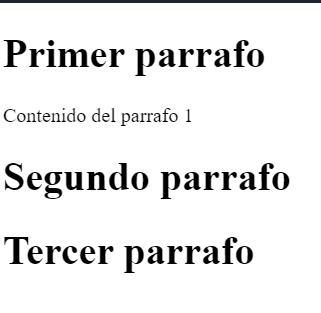 Primer parrafo
Contenido del parrafo 1
Segundo parrafo
Tercer parrafo